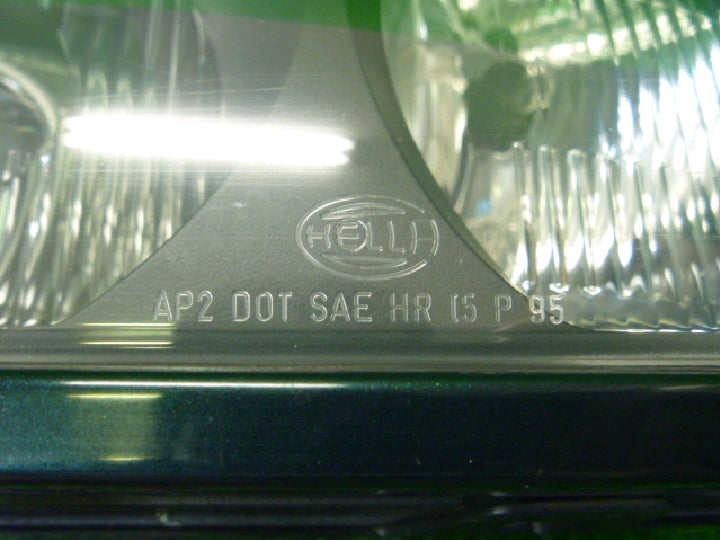 HELLA
AP2 DOT SAE HR I5 P 95